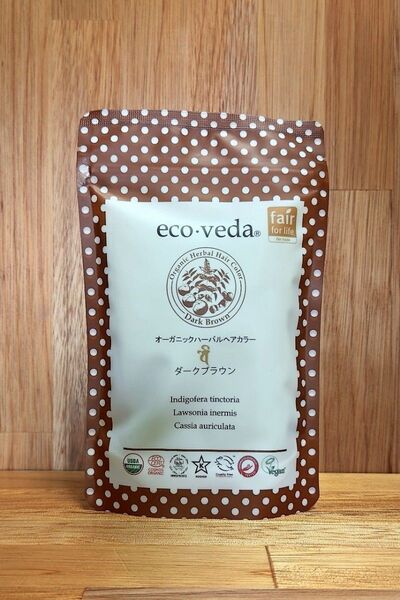 eco・veda®
fair
for life
Organic Herbal Hair Color
Dark Brown
オーガニックハーバルヘアカラー
ダークブラウン
Indigofera tinctoria
Lawsonia inermis
Cassia auriculata
USDA
ORGANIC
Vegan